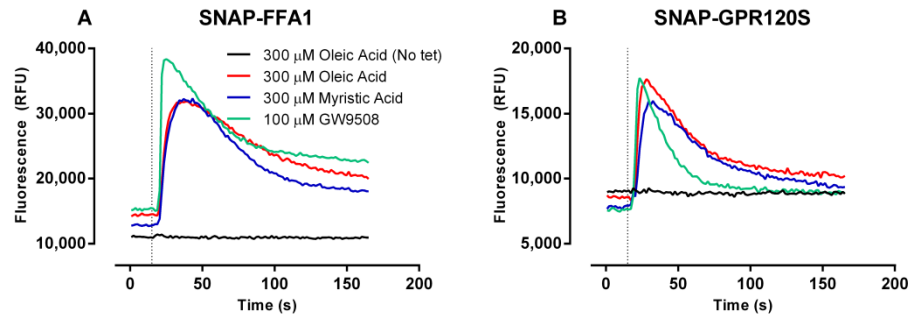 A
SNAP-FFA1
Fluorescence (RFU)
40,000
30,000
20,000
10,000
300 μM Oleic Acid (No tet)
300 μM Oleic Acid
300 μM Myristic Acid
100 μM GW9508
0
50
100
150
200
Time (s)
B
SNAP-GPR120S
Fluorescence (RFU)
20,000
15,000
10,000
5,000
0
50
100
150
200
Time (s)